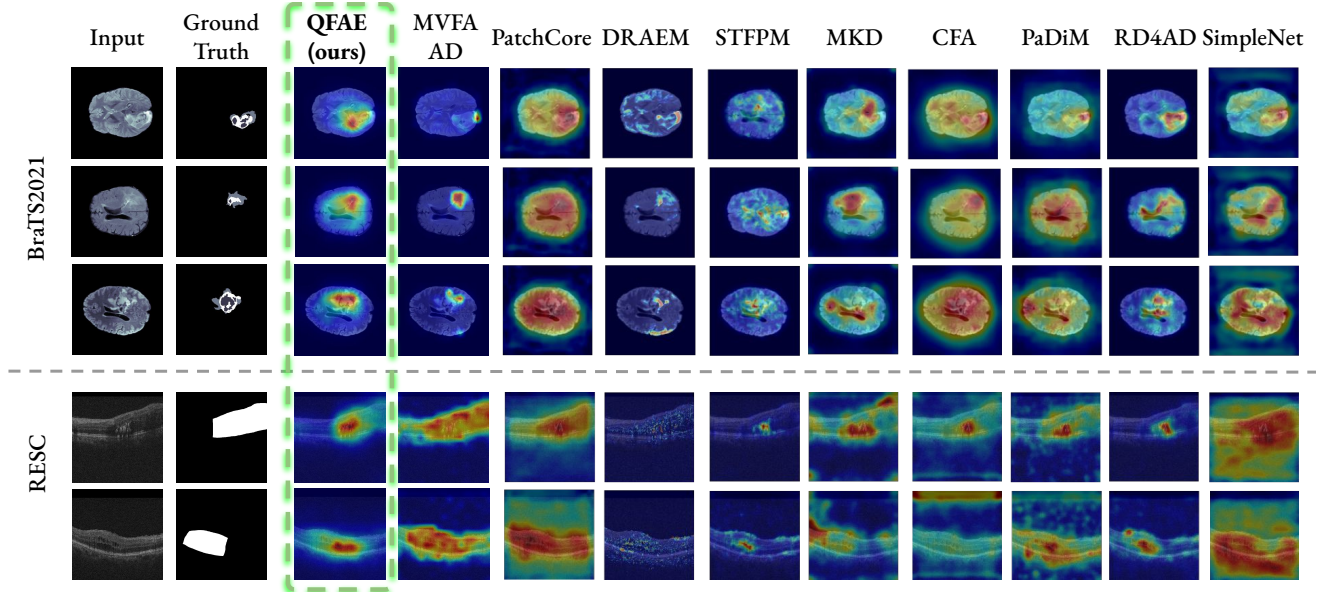 Input
Ground
Truth
QFAE
(ours)
MVFA
AD
PatchCore
DRAEM
STFPM
MKD
CFA
PaDiM
RD4AD
SimpleNet
BraTS2021
RESC